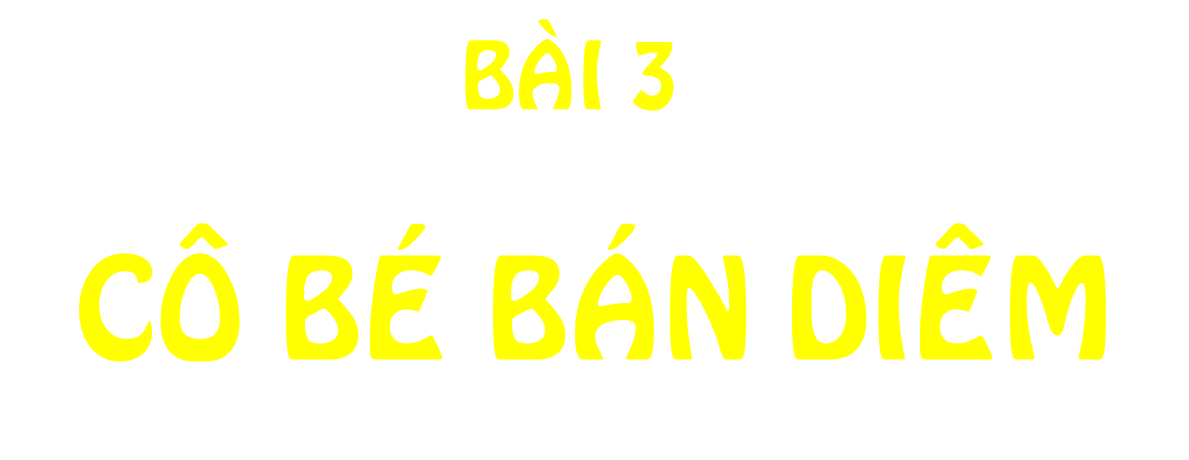 BÀI 3
CÔ BÉ BÁN DIÊM